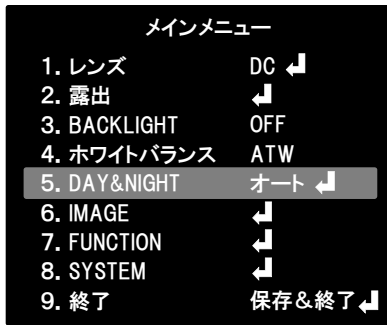 メインメニュー
1. レンズ DC ↲
2. 露出 ↲
3. BACKLIGHT OFF
4. ホワイトバランス ATW
5. DAY&NIGHT オート ↲
6. IMAGE ↲
7. FUNCTION ↲
8. SYSTEM ↲
9. 終了 保存&終了↲